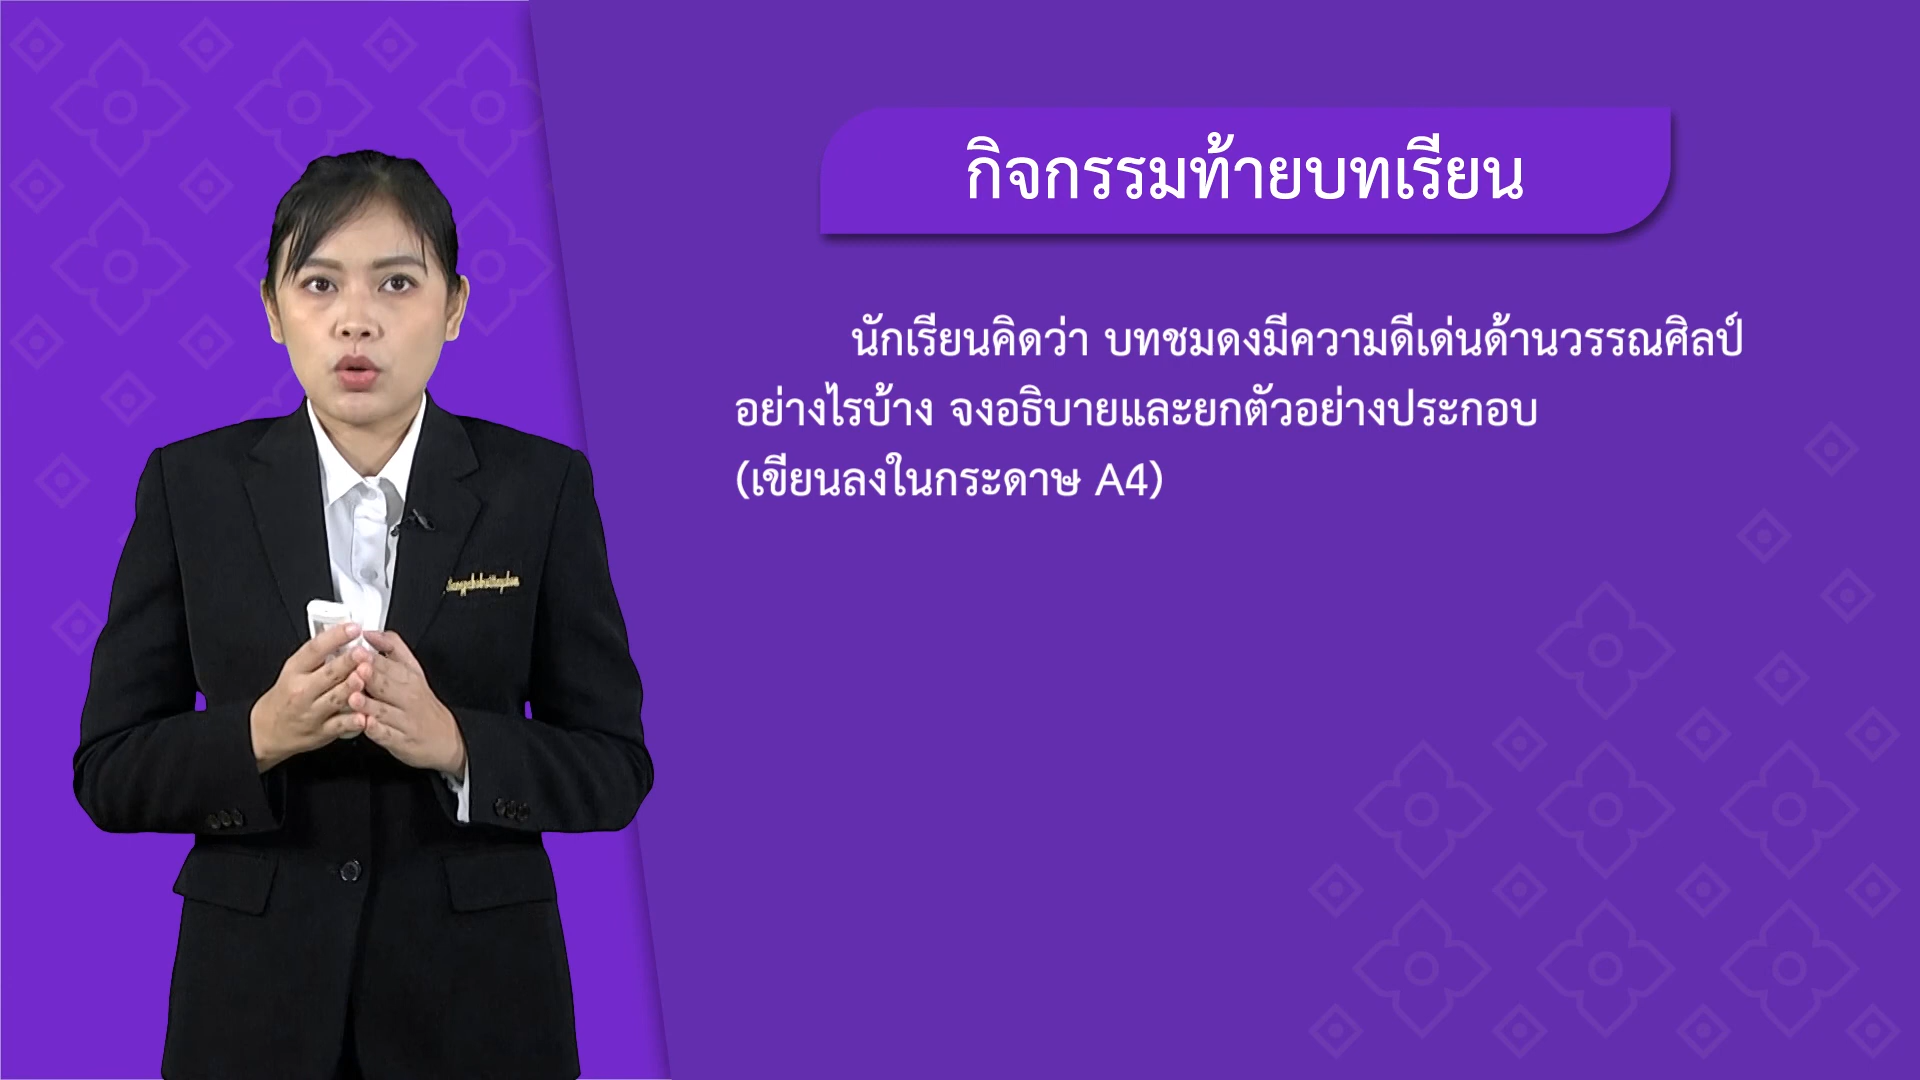 กิจกรรมท้ายบทเรียน
นักเรียนคิดว่า บทชมดงมีความดีเด่นด้านวรรณศิลป์
อย่างไรบ้าง จงอธิบายและยกตัวอย่างประกอบ
(เขียนลงในกระดาษ A4)